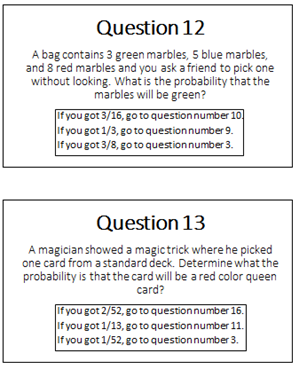 Question 12
A bag contains 3 green marbles, 5 blue marbles,
and 8 red marbles and you ask a friend to pick one
without looking. What is the probability that the
marbles will be green?
If you got 3/16, go to question number 10.
If you got 1/3, go to question number 9.
If you got 3/8, go to question number 3.
Question 13
A magician showed a magic trick where he picked
one card from a standard deck. Determine what the
probability is that the card will be a red color queen
card?
If you got 2/52, go to question number 16.
If you got 1/13, go to question number 11.
If you got 1/52, go to question number 3.